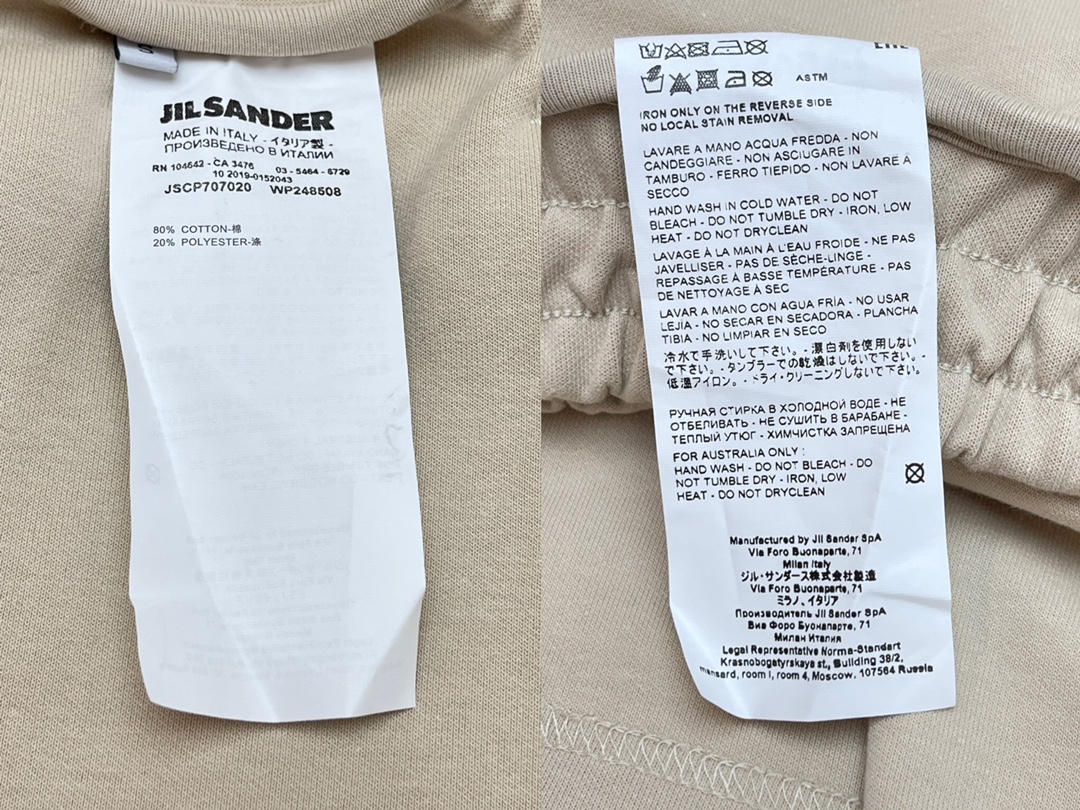 JIL SANDER
MADE IN ITALY - イタリア製 -
ПРОИЗВЕДЕНО В ИТАЛИИ
RN 104642 - CA 3476 03 - 5464 - 6729
10 2019-0152043
JSCP707020 WP248508
80% COTTON-棉
20% POLYESTER-涤
ASTM
IRON ONLY ON THE REVERSE SIDE
NO LOCAL STAIN REMOVAL
LAVARE A MANO ACQUA FREDDA - NON
CANDEGGIARE - NON ASCIUGARE IN
TAMBURO - FERRO TIEPIDO - NON LAVARE A
SECCO
HAND WASH IN COLD WATER - DO NOT
BLEACH - DO NOT TUMBLE DRY - IRON, LOW
HEAT - DO NOT DRYCLEAN
LAVAGE À LA MAIN À L'EAU FROIDE - NE PAS
JAVELLISER - PAS DE SÈCHE-LINGE -
REPASSAGE À BASSE TEMPÉRATURE - PAS
DE NETTOYAGE À SEC
LAVAR A MANO CON AGUA FRÍA - NO USAR
LEJÍA - NO SECAR EN SECADORA - PLANCHA
TIBIA - NO LIMPIAR EN SECO
冷水で手洗いして下さい。- 漂白剤を使用しない
で下さい。- タンブラーでの乾燥はしないで下さい。-
低温アイロン。- ドライ・クリーニングしないで下さい。
РУЧНАЯ СТИРКА В ХОЛОДНОЙ ВОДЕ - НЕ
ОТБЕЛИВАТЬ - НЕ СУШИТЬ В БАРАБАНЕ -
ТЕПЛЫЙ УТЮГ - ХИМЧИСТКА ЗАПРЕЩЕНА
FOR AUSTRALIA ONLY :
HAND WASH - DO NOT BLEACH - DO
NOT TUMBLE DRY - IRON, LOW
HEAT - DO NOT DRYCLEAN
Manufactured by Jil Sander SpA
Via Foro Buonaparte, 71
Milan Italy
ジル・サンダース株式会社製造
Via Foro Buonaparte, 71
ミラノ、イタリア
Производитель Jil Sander SpA
Виа Форо Буонапарте, 71
Милан Италия
Legal Representative Norma-Standart
Krasnobogatyrskaya st., Building 38/2,
mansard, room I, room 4, Moscow, 107564 Russia